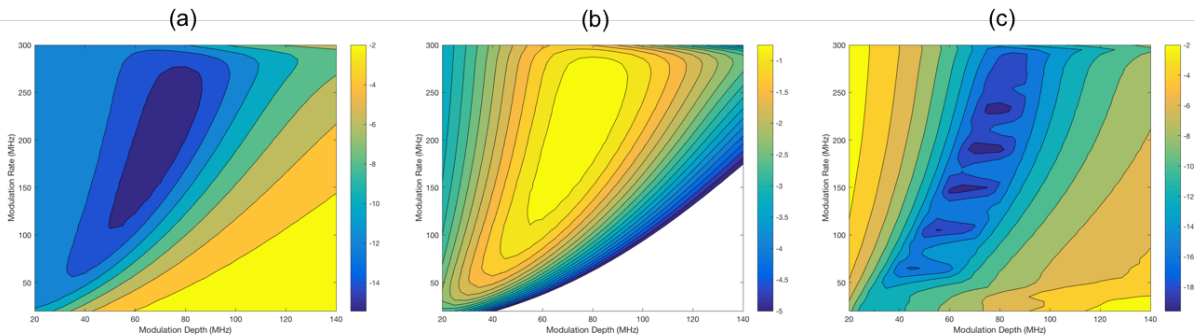 (a) (b) (c)
300 250 200 150 100 50
Modulation Rate (MHz)
20 40 60 80 100 120 140
Modulation Depth (MHz)
-2 -4 -6 -8 -10 -12 -14
300 250 200 150 100 50
Modulation Rate (MHz)
20 40 60 80 100 120 140
Modulation Depth (MHz)
-1 -1.5 -2 -2.5 -3 -3.5 -4 -4.5 -5
300 250 200 150 100 50
Modulation Rate (MHz)
20 40 60 80 100 120 140
Modulation Depth (MHz)
-2 -4 -6 -8 -10 -12 -14 -16 -18